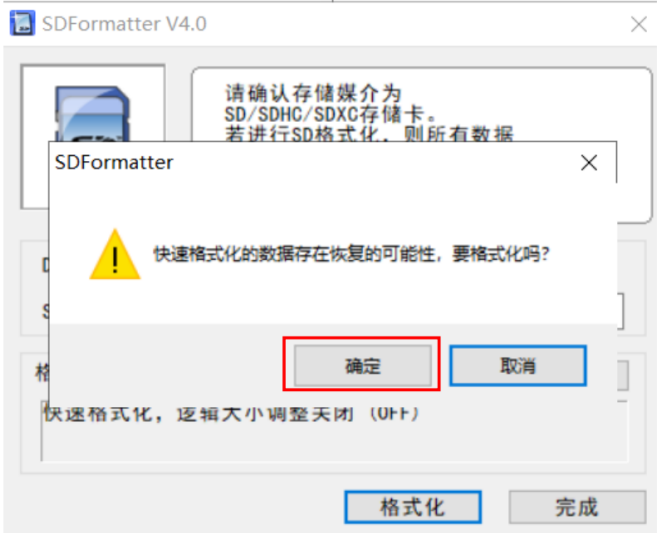 SDFormatter V4.0
请确认存储媒介为
SD/SDHC/SDXC存储卡。
若进行SD格式化，则所有数据
SDFormatter
快速格式化的数据存在恢复的可能性，要格式化吗？
确定
取消
格
快速格式化，逻辑大小调整关闭 (OFF)
格式化
完成